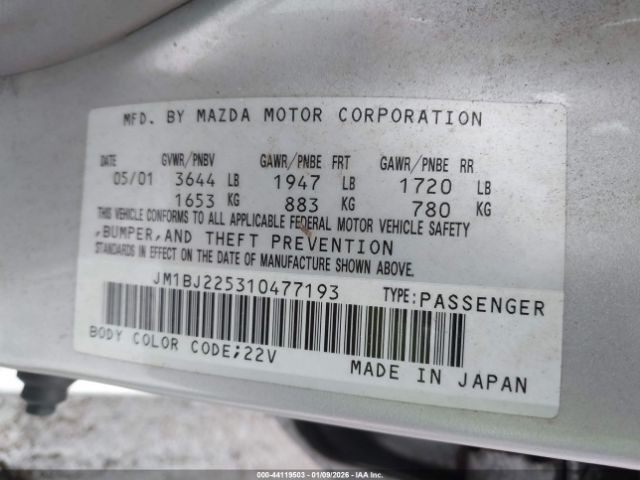 MFD. BY MAZDA MOTOR CORPORATION
DATE GVWR/PNBV GAWR/PNBE FRT GAWR/PNBE RR
05/01 3644 LB 1947 LB 1720 LB
1653 KG 883 KG 780 KG
THIS VEHICLE CONFORMS TO ALL APPLICABLE FEDERAL MOTOR VEHICLE SAFETY
,BUMPER,AND THEFT PREVENTION
STANDARDS IN EFFECT ON THE DATE OF MANUFACTURE SHOWN ABOVE.
JM1BJ225310477193 TYPE:PASSENGER
BODY COLOR CODE;22V
MADE IN JAPAN
000-44119503 - 01/09/2026 - IAA Inc.